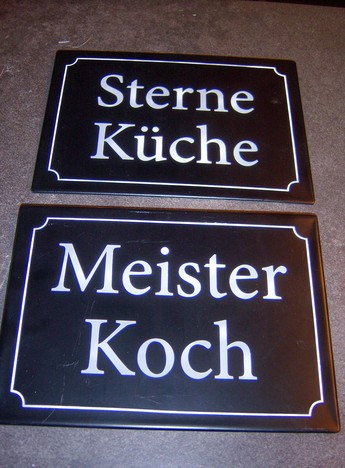 Sterne
Küche
Meister
Koch